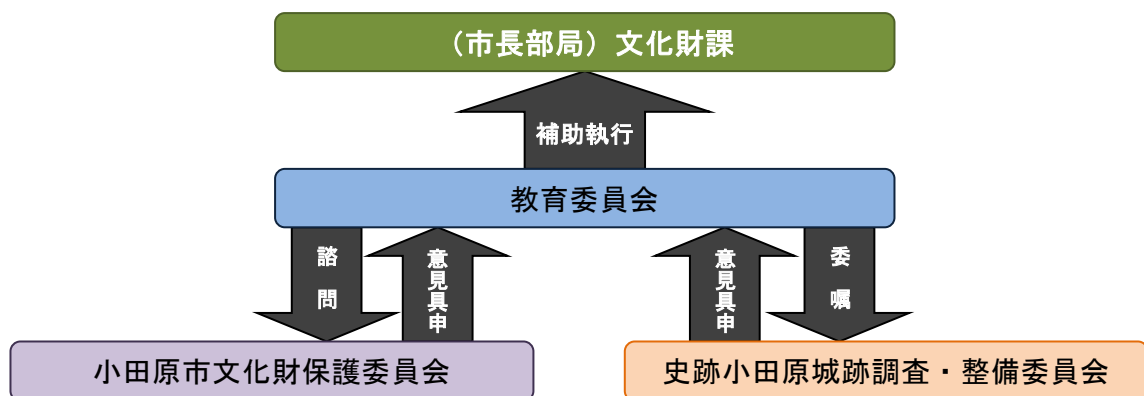 （市長部局）文化財課
補助執行
教育委員会
諮問
意見具申
意見具申
委嘱
小田原市文化財保護委員会
史跡小田原城跡調査・整備委員会